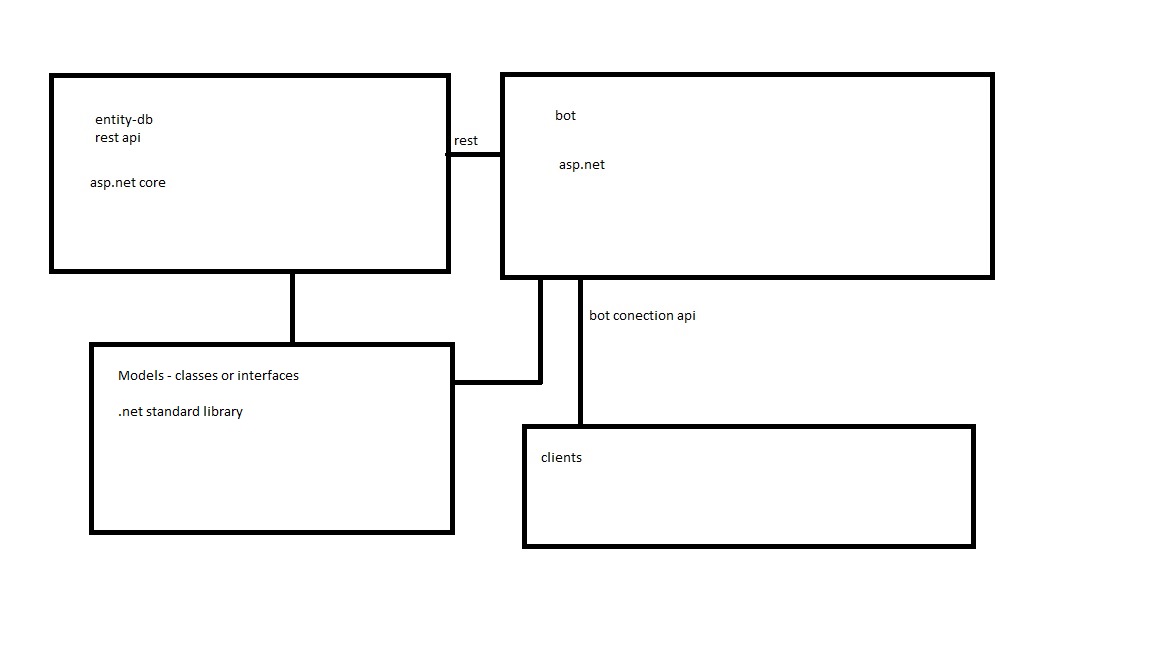 entity-db
rest api
asp.net core
rest
bot
asp.net
bot conection api
Models - classes or interfaces
.net standard library
clients